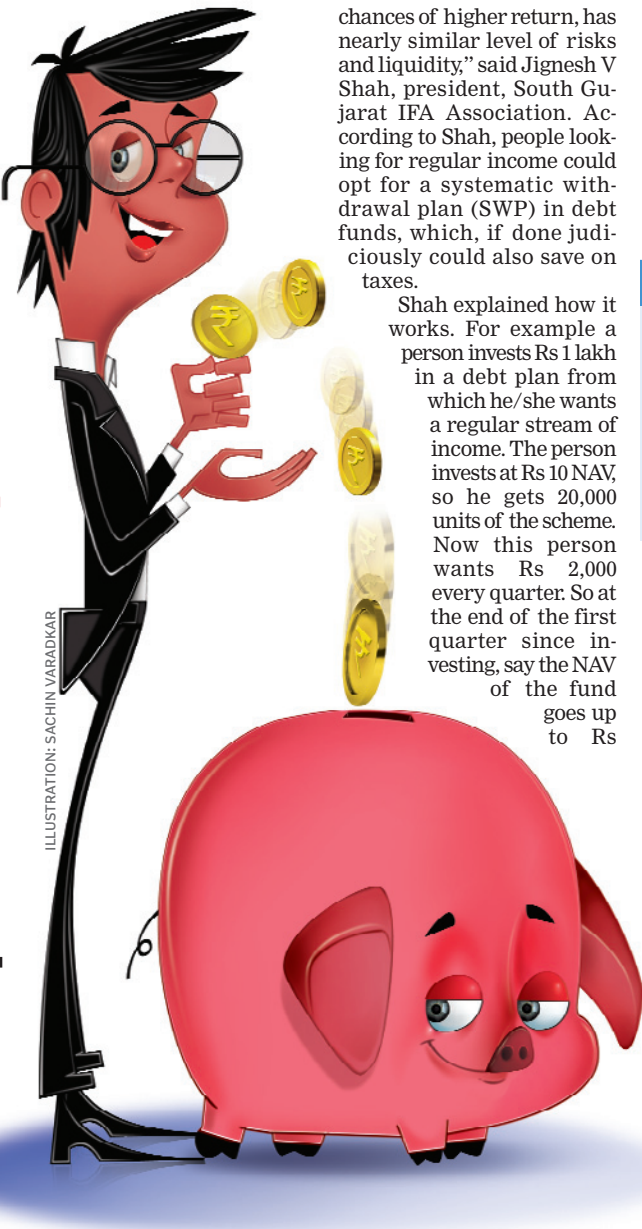 chances of higher return, has
nearly similar level of risks
and liquidity,” said Jignesh V
Shah, president, South Gu-
jarat IFA Association. Ac-
cording to Shah, people look-
ing for regular income could
opt for a systematic with-
drawal plan (SWP) in debt
funds, which, if done judi-
ciously could also save on
taxes.
Shah explained how it
works. For example a
person invests Rs 1 lakh
in a debt plan from
which he/she wants
a regular stream of
income. The person
invests at Rs 10 NAV,
so he gets 20,000
units of the scheme.
Now this person
wants Rs 2,000
every quarter. So at
the end of the first
quarter since in-
vesting, say the NAV
of the fund
goes up
to Rs
ILLUSTRATION: SACHIN VARADKAR
₹
₹
₹
₹